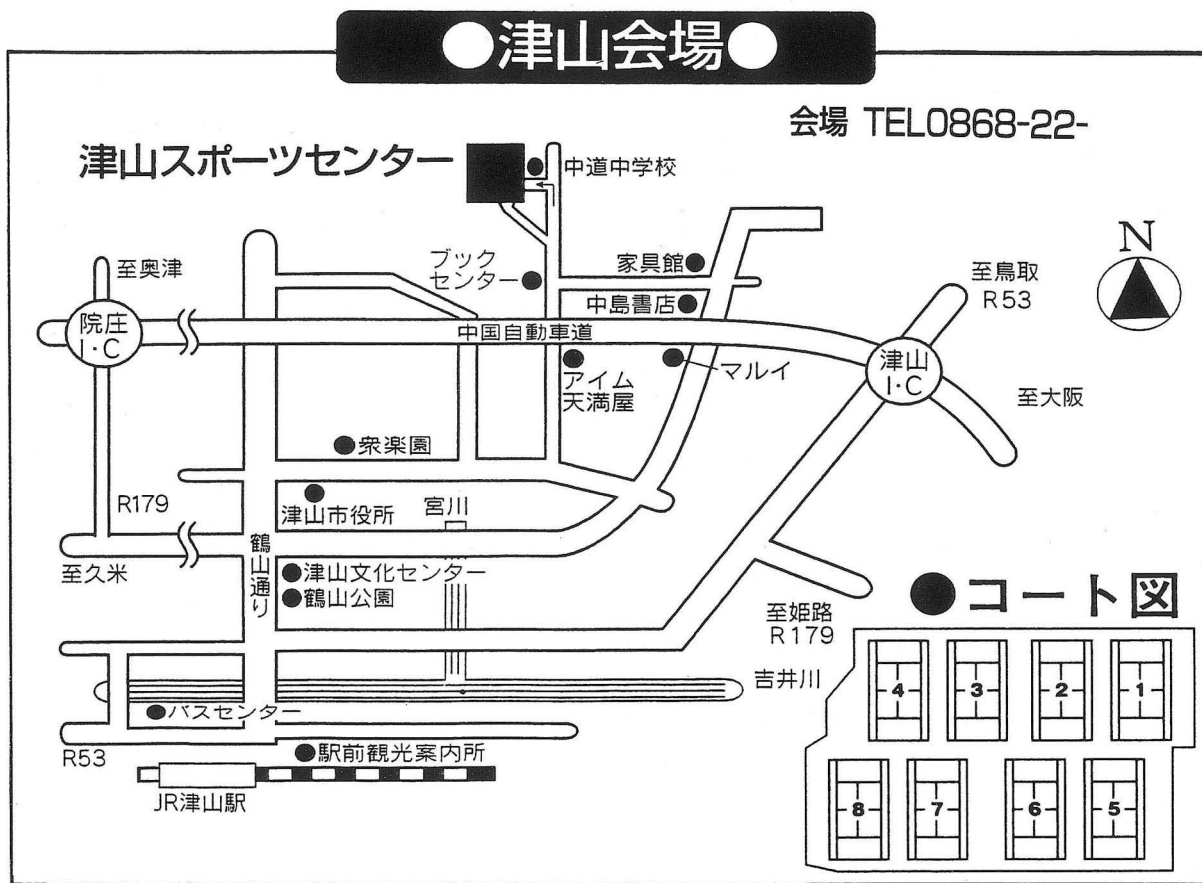 ●津山会場●
会場 TEL0868-22-
津山スポーツセンター
中道中学校
N
至奥津
ブック
センター
家具館
至鳥取
R53
中島書店
院庄
I・C
中国自動車道
津山
I・C
アイム
天満屋
マルイ
至大阪
衆楽園
R179
津山市役所
宮川
至久米
鶴山通り
津山文化センター
鶴山公園
至姫路
R179
●コート図
吉井川
4
3
2
1
バスセンター
R53
駅前観光案内所
JR津山駅
8
7
6
5